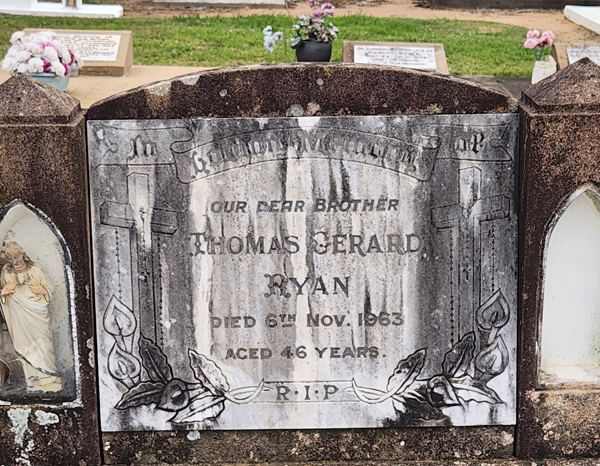 In Loving Memory of
OUR DEAR BROTHER
THOMAS GERARD
RYAN
DIED 6TH NOV. 1963
AGED 46 YEARS.
R·I·P